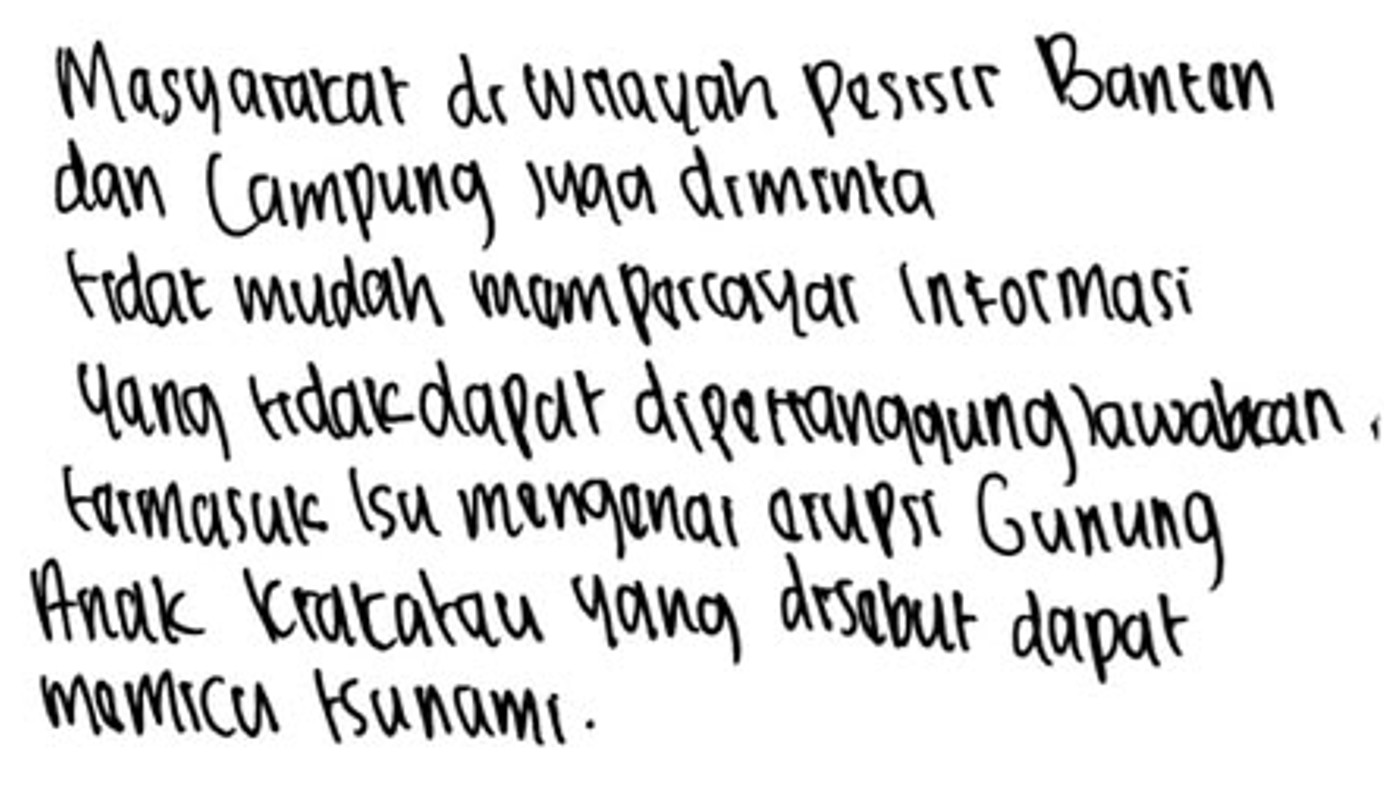 Masyarakat di wilayah pesisir Banten
dan Lampung juga diminta
tidak mudah mempercayai informasi
yang tidak dapat dipertanggungjawabkan,
termasuk isu mengenai erupsi Gunung
Anak Krakatau yang disebut dapat
memicu tsunami.